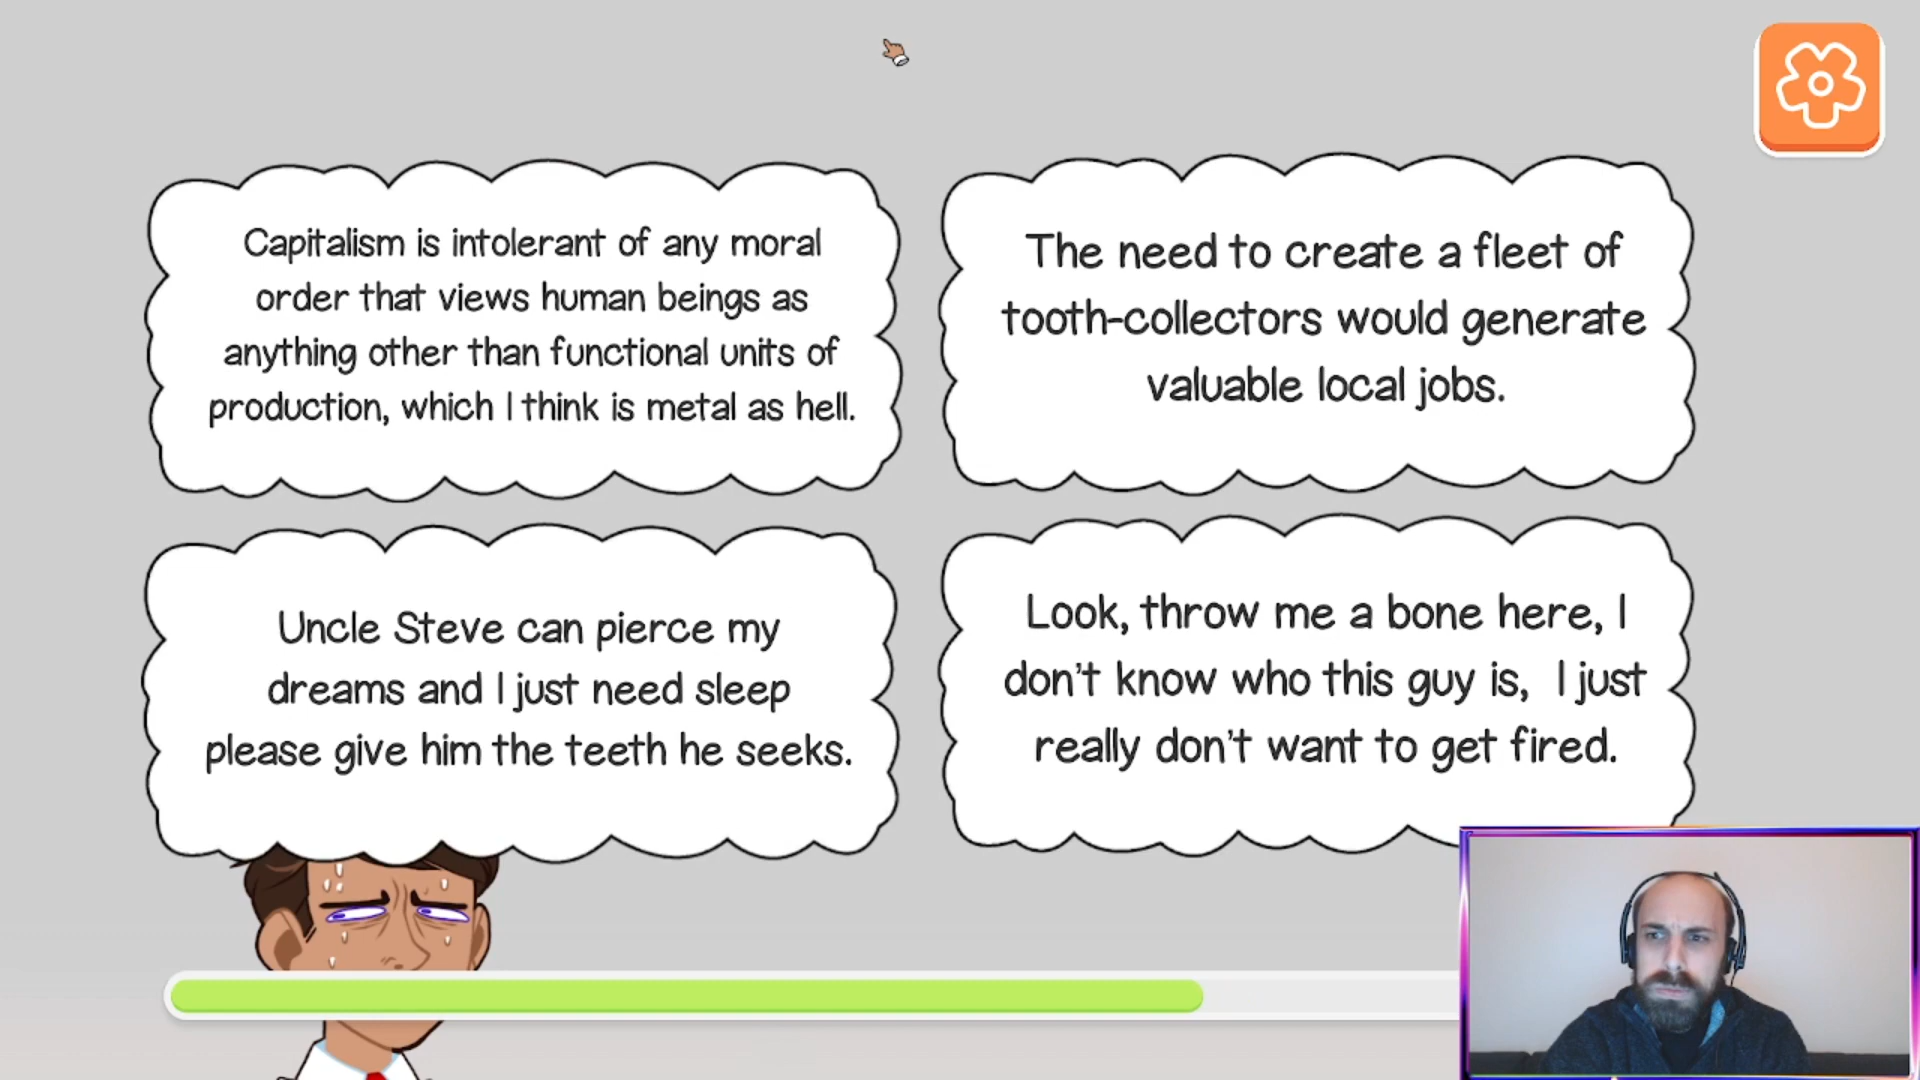 Capitalism is intolerant of any moral
order that views human beings as
anything other than functional units of
production, which I think is metal as hell.
The need to create a fleet of
tooth-collectors would generate
valuable local jobs.
Uncle Steve can pierce my
dreams and I just need sleep
please give him the teeth he seeks.
Look, throw me a bone here, I
don't know who this guy is, I just
really don't want to get fired.